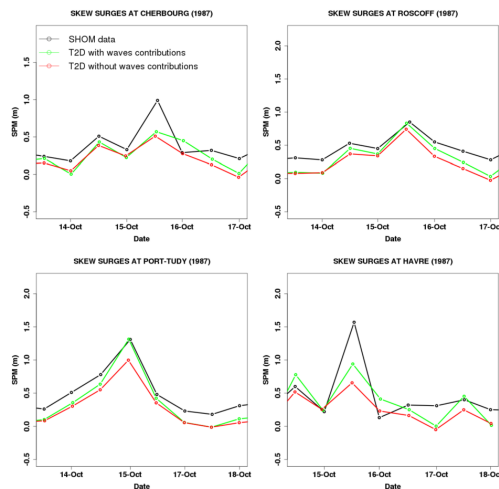 SKEW SURGES AT CHERBOURG (1987)
SHOM data
T2D with waves contributions
T2D without waves contributions
SPM (m)
-0.5 0.0 0.5 1.0 1.5
14-Oct 15-Oct 16-Oct 17-Oct
Date
SKEW SURGES AT ROSCOFF (1987)
SPM (m)
-0.5 0.0 0.5 1.0 1.5 2.0
14-Oct 15-Oct 16-Oct 17-Oct
Date
SKEW SURGES AT PORT-TUDY (1987)
SPM (m)
-0.5 0.0 0.5 1.0 1.5 2.0
14-Oct 15-Oct 16-Oct 17-Oct 18-Oct
Date
SKEW SURGES AT HAVRE (1987)
SPM (m)
-0.5 0.0 0.5 1.0 1.5 2.0
15-Oct 16-Oct 17-Oct 18-Oct
Date